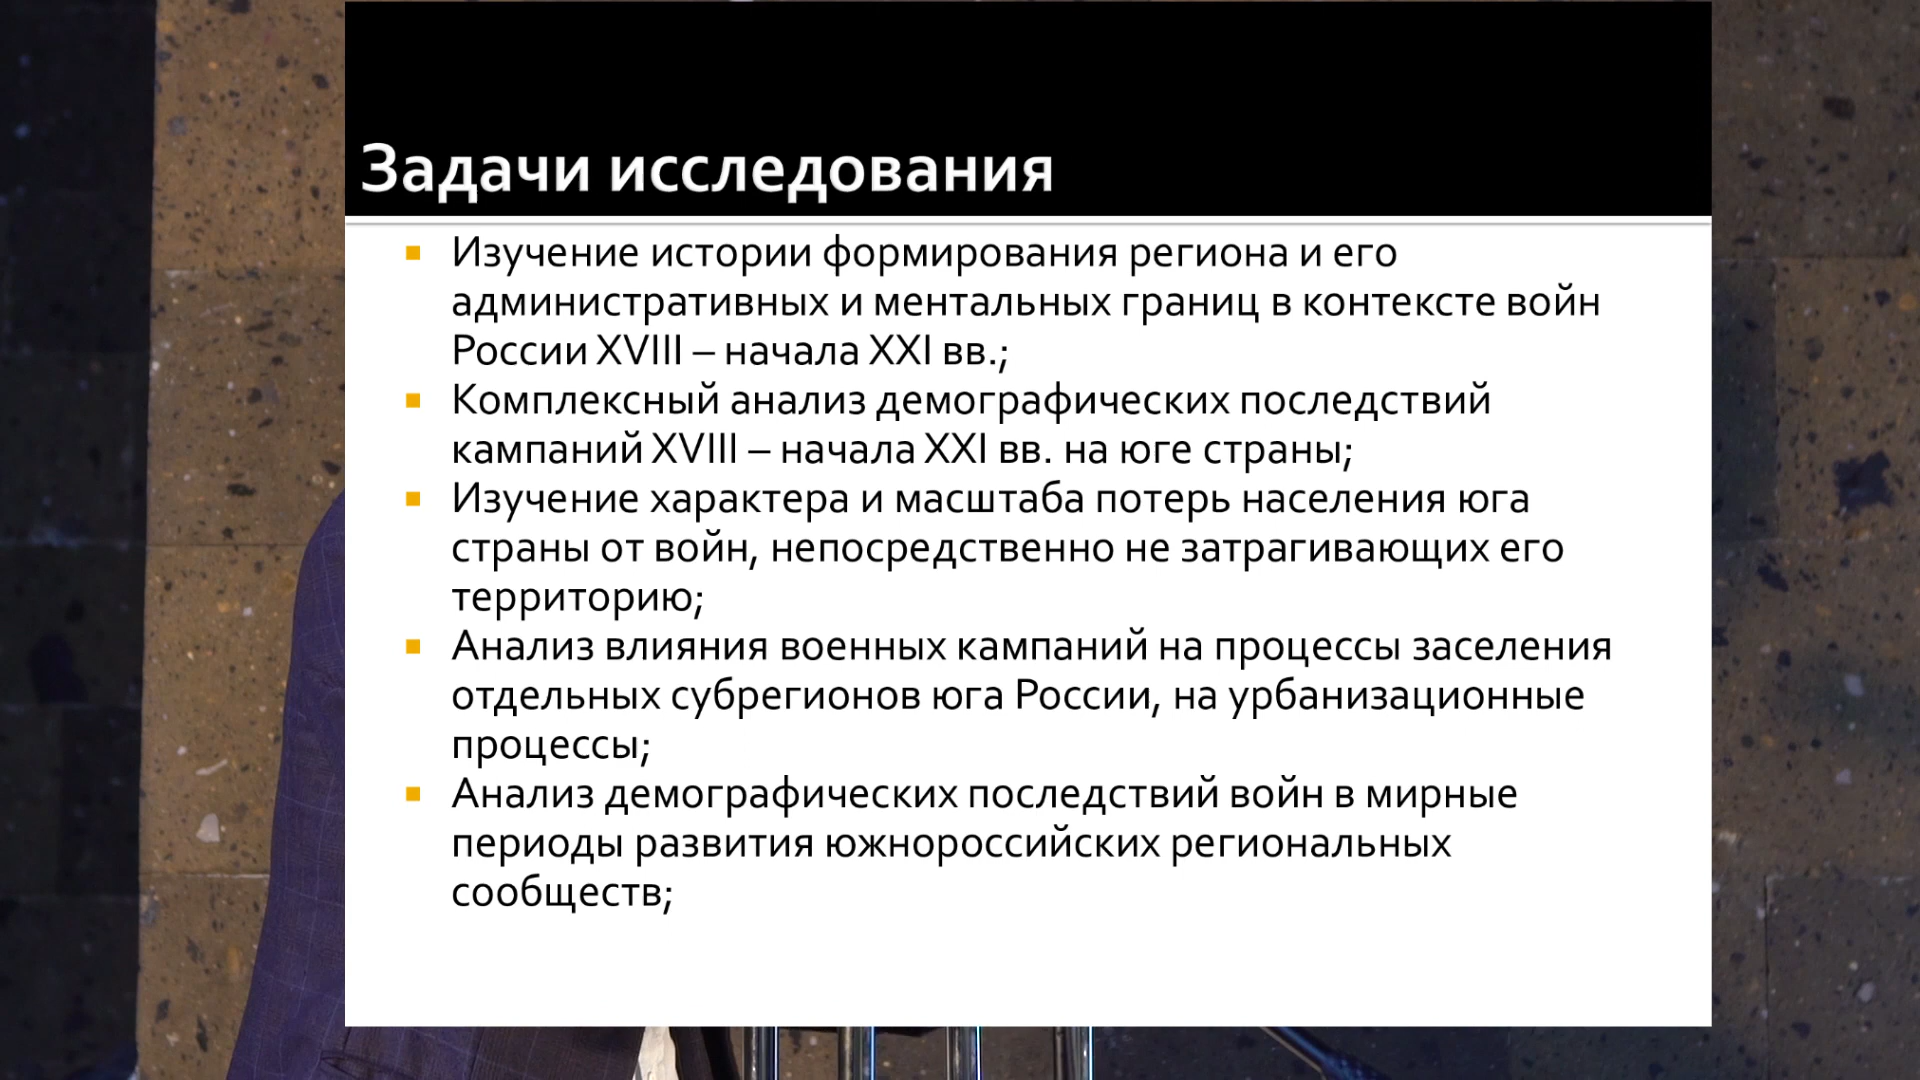 Задачи исследования
Изучение истории формирования региона и его
административных и ментальных границ в контексте войн
России XVIII – начала XXI вв.;
Комплексный анализ демографических последствий
кампаний XVIII – начала XXI вв. на юге страны;
Изучение характера и масштаба потерь населения юга
страны от войн, непосредственно не затрагивающих его
территорию;
Анализ влияния военных кампаний на процессы заселения
отдельных субрегионов юга России, на урбанизационные
процессы;
Анализ демографических последствий войн в мирные
периоды развития южнороссийских региональных
сообществ;